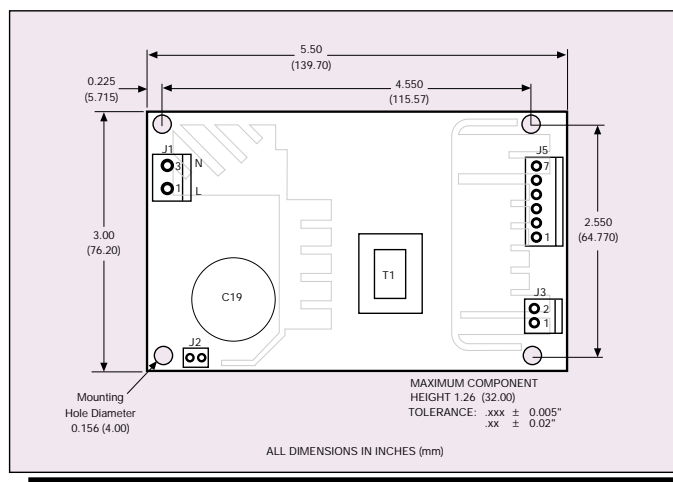 5.50
(139.70)
0.225
(5.715)
4.550
(115.57)
J1
3 N
1 L
J5
7
1
3.00
(76.20)
2.550
(64.770)
T1
C19
J3
2
1
J2
Mounting
Hole Diameter
0.156 (4.00)
MAXIMUM COMPONENT
HEIGHT 1.26 (32.00)
TOLERANCE: .xxx ± 0.005"
.xx ± 0.02"
ALL DIMENSIONS IN INCHES (mm)